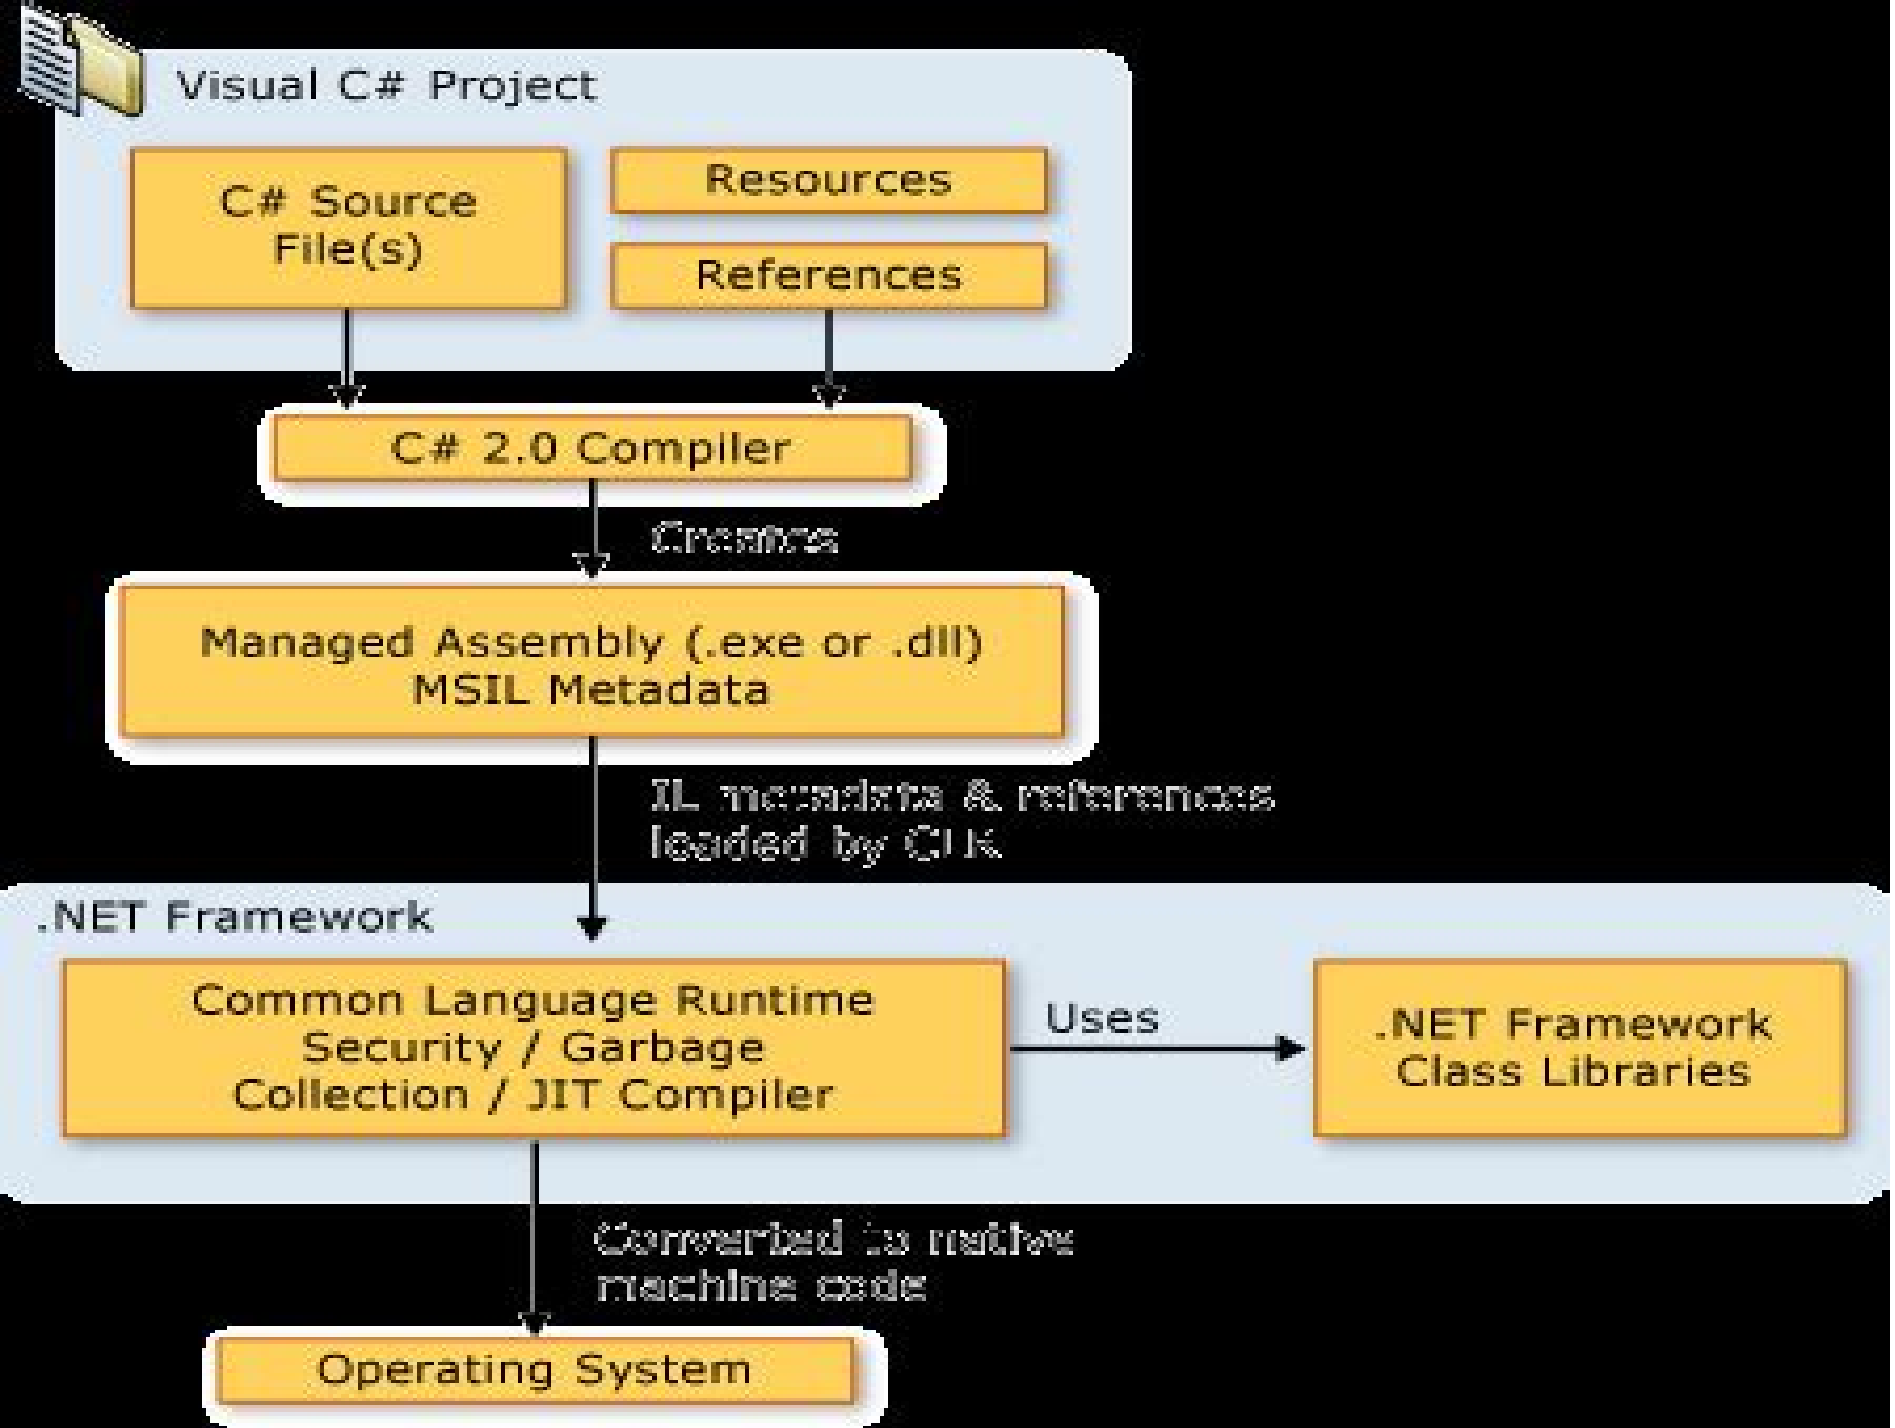 Visual C# Project
C# Source
File(s)
Resources
References
C# 2.0 Compiler
Creates
Managed Assembly (.exe or .dll)
MSIL Metadata
IL metadata & references
loaded by CLR
.NET Framework
Common Language Runtime
Security / Garbage
Collection / JIT Compiler
Uses
.NET Framework
Class Libraries
Converted to native
machine code
Operating System